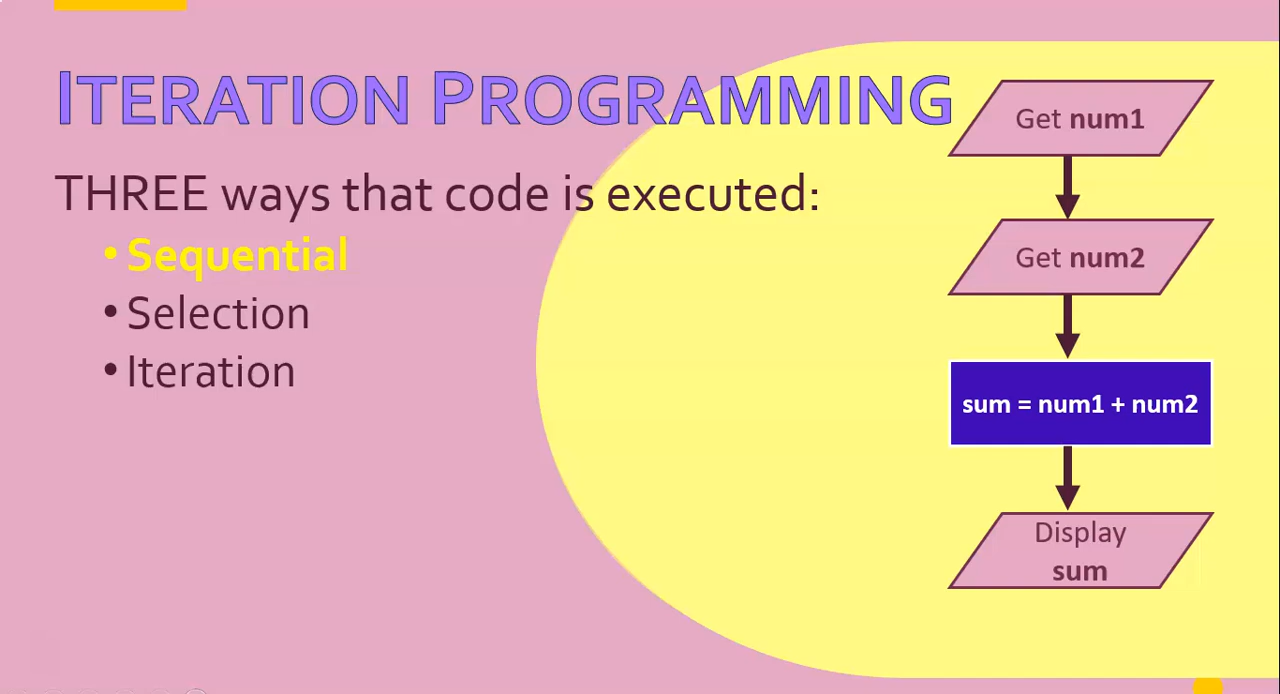 ITERATION PROGRAMMING
THREE ways that code is executed:
• Sequential
• Selection
• Iteration
Get num1
Get num2
sum = num1 + num2
Display
sum